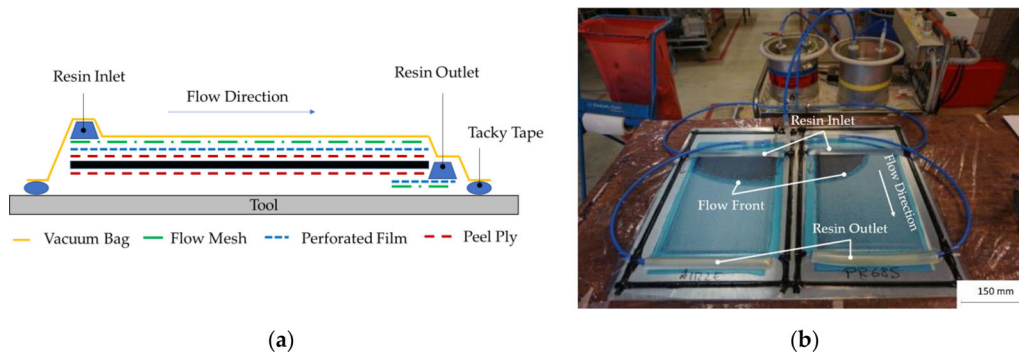 Resin Inlet
Resin Outlet
Flow Direction
Tacky Tape
Tool
Vacuum Bag
Flow Mesh
Perforated Film
Peel Ply
(a)
Resin Inlet
Flow Direction
Flow Front
Resin Outlet
PR685
150 mm
(b)